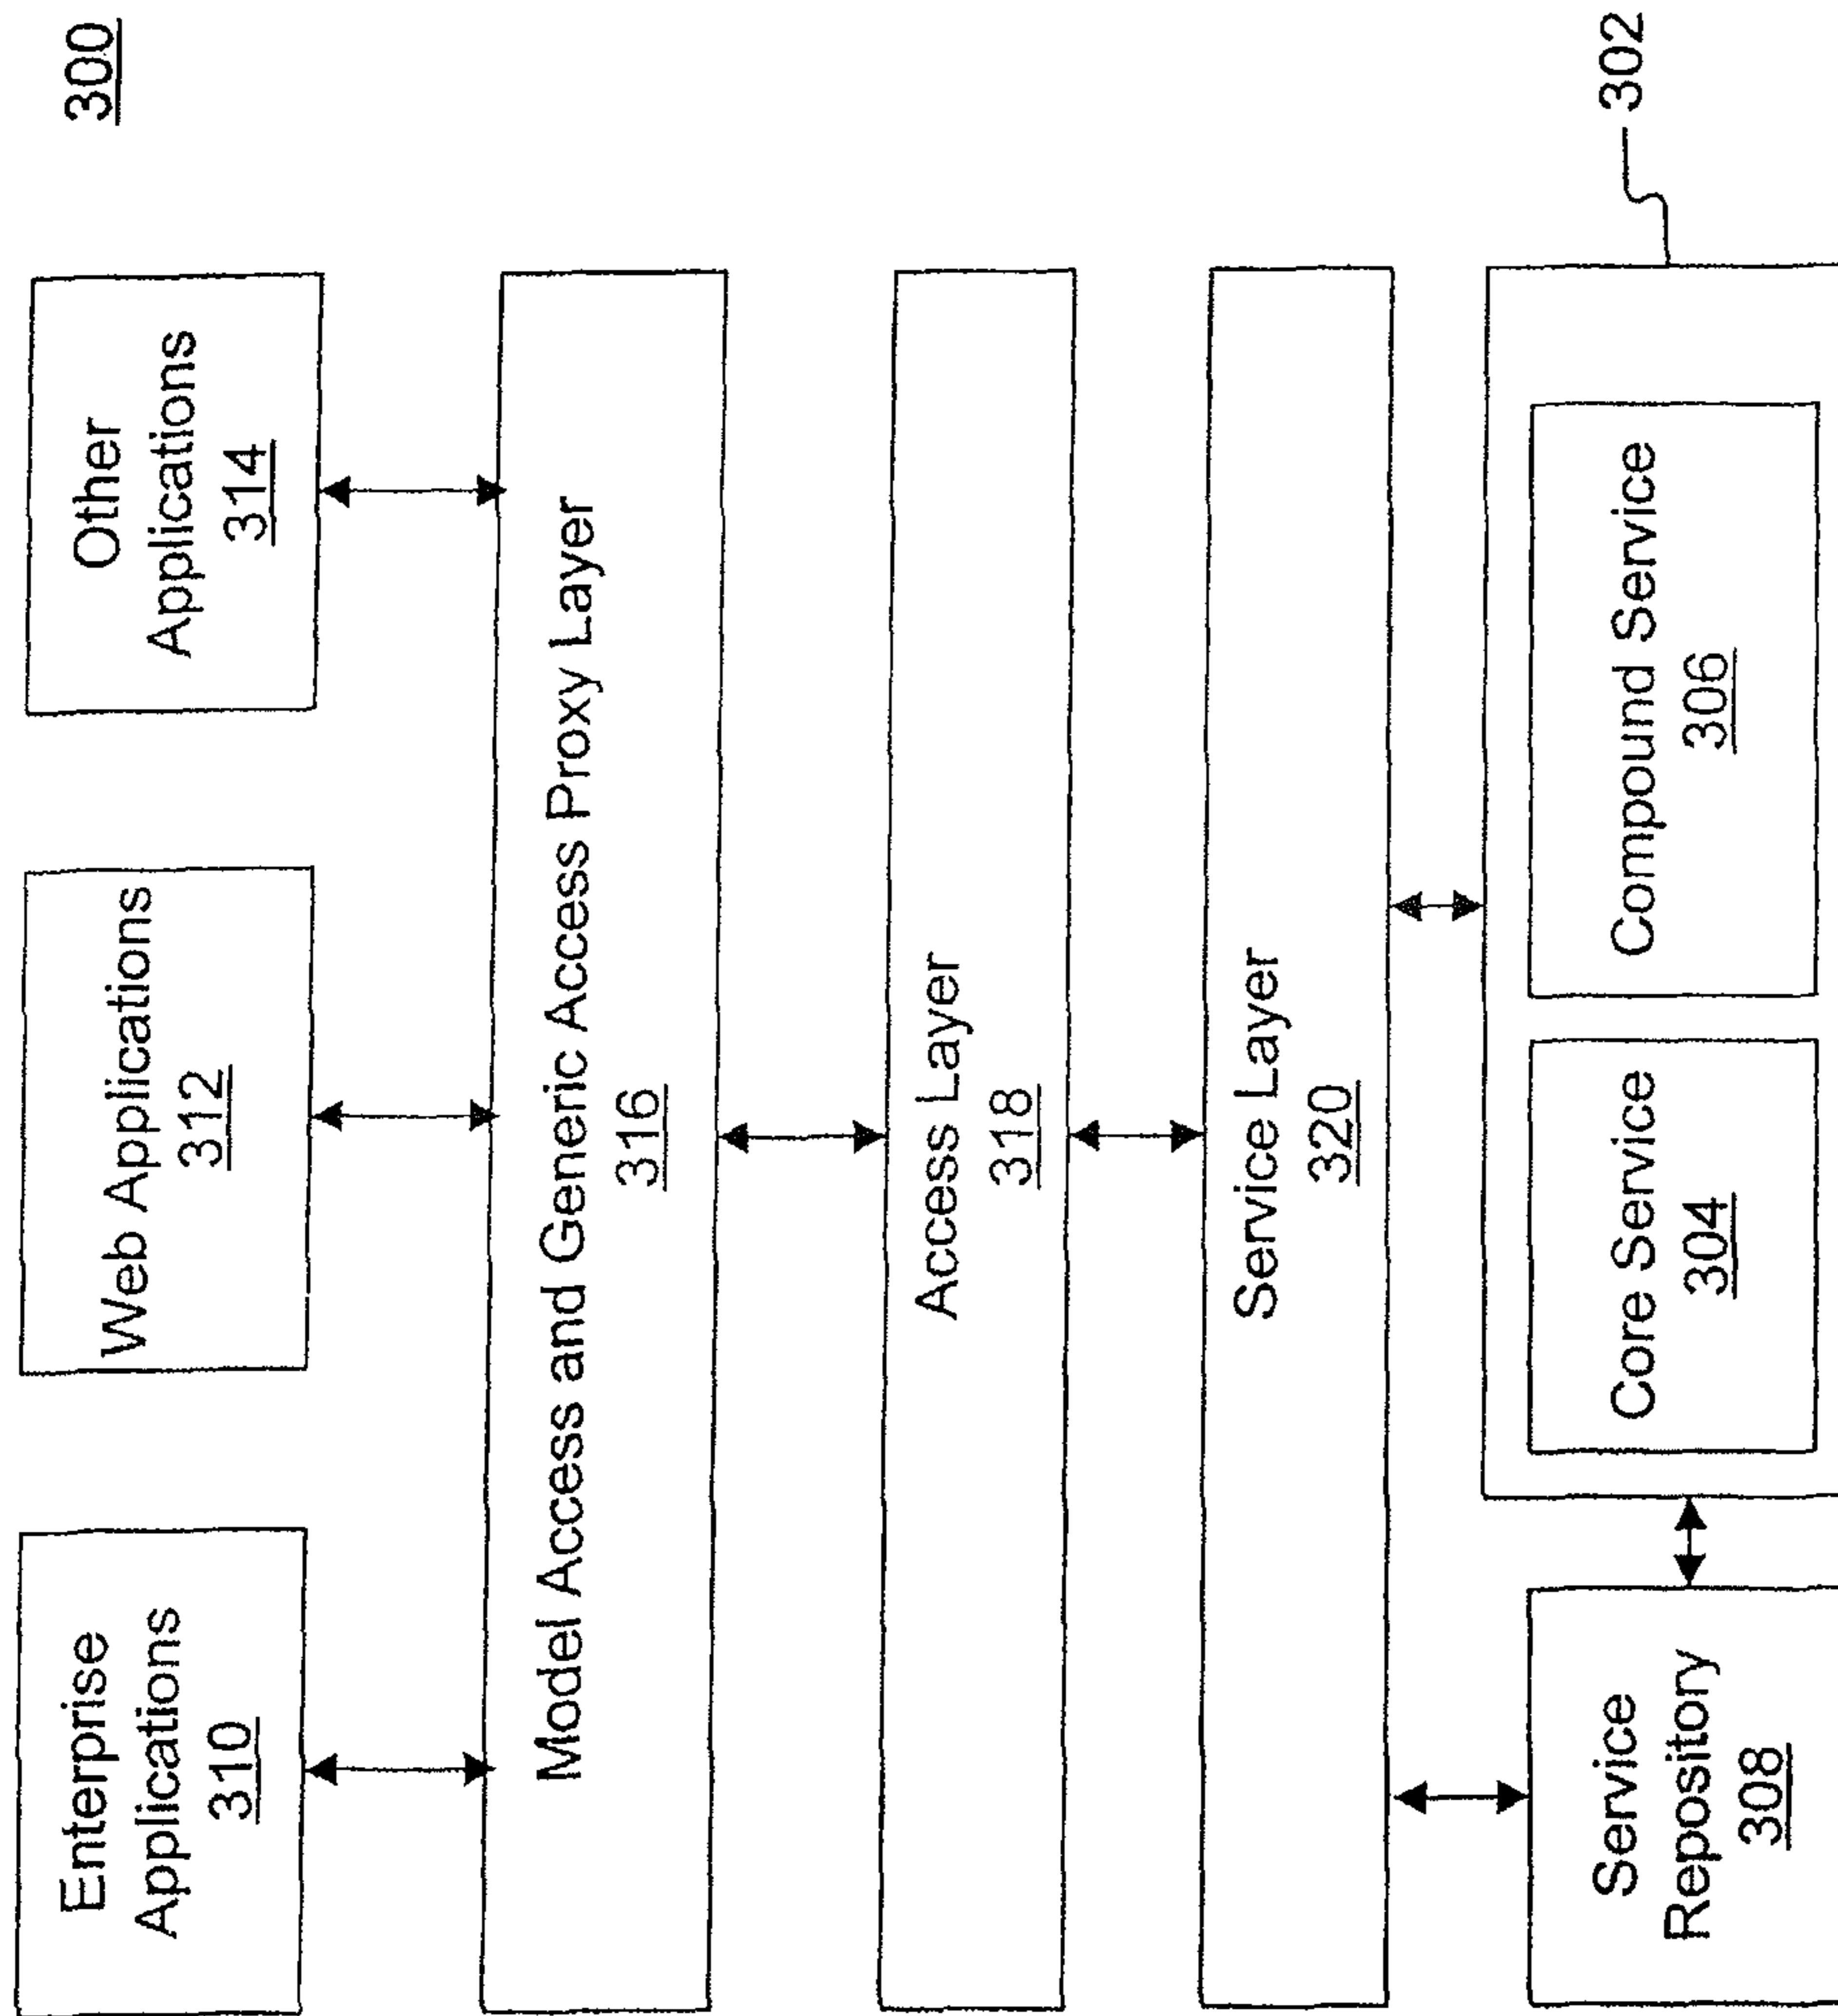 300
Enterprise
Applications
310
Web Applications
312
Other
Applications
314
Model Access and Generic Access Proxy Layer
316
Access Layer
318
Service Layer
320
302
Service
Repository
308
Core Service
304
Compound Service
306